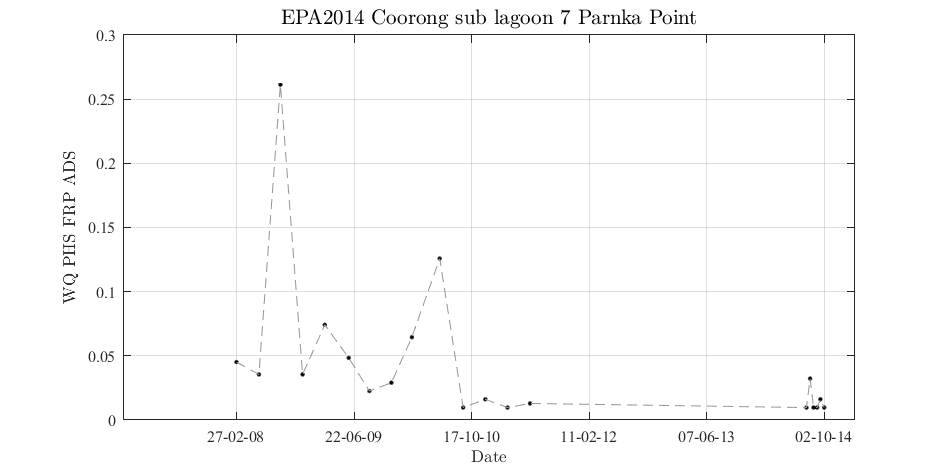 EPA2014 Coorong sub lagoon 7 Parnka Point
0.3
0.25
0.2
0.15
0.1
0.05
0
WQ PHS FRP ADS
27-02-08 22-06-09 17-10-10 11-02-12 07-06-13 02-10-14
Date